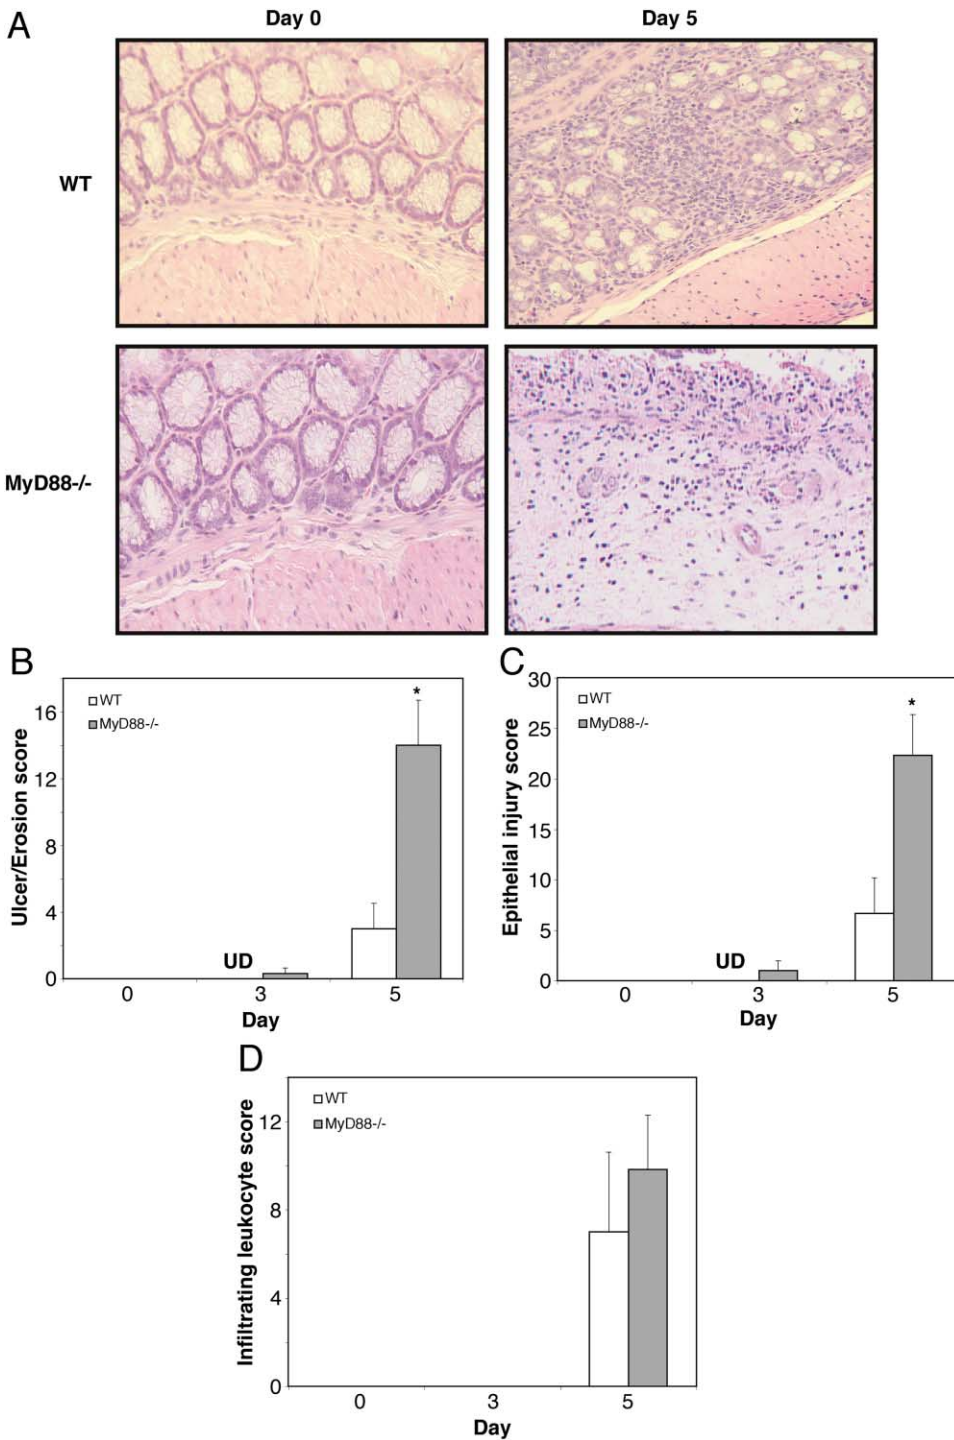 A
Day 0
Day 5
WT
MyD88-/-
B
WT
MyD88-/-
*
16
12
8
4
0
UD
0
3
5
Day
Ulcer/Erosion score
C
WT
MyD88-/-
*
30
25
20
15
10
5
0
UD
0
3
5
Day
Epithelial injury score
D
WT
MyD88-/-
12
8
4
0
0
3
5
Day
Infiltrating leukocyte score